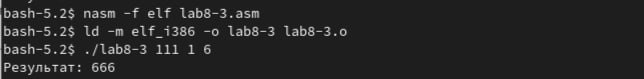 bash-5.2$ nasm -f elf lab8-3.asm
bash-5.2$ ld -m elf_i386 -o lab8-3 lab8-3.o
bash-5.2$ ./lab8-3 111 1 6
Результат: 666